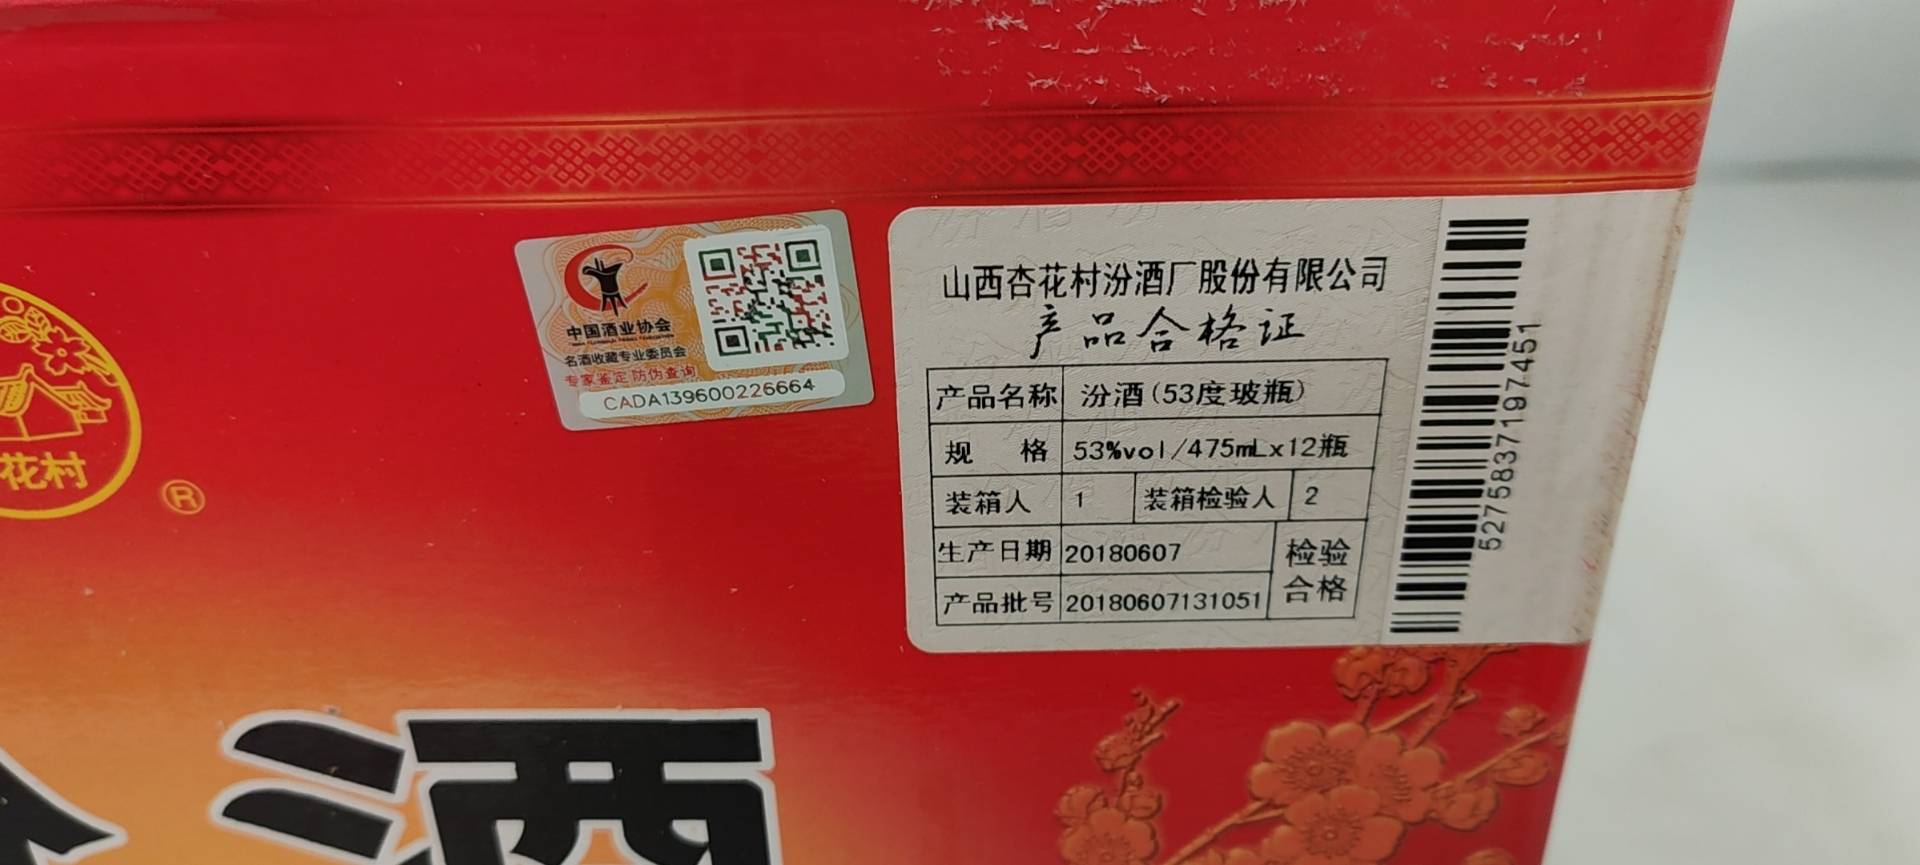 花村
®
中国酒业协会
名酒收藏专业委员会
专家鉴定 防伪查询
CADA139600226664
山西杏花村汾酒厂股份有限公司
产品合格证
产品名称 汾酒(53度玻瓶)
规 格 53%vol/475mLx12瓶
装箱人 1 装箱检验人 2
生产日期 20180607 检验
产品批号 20180607131051 合格
5275837197451
酒